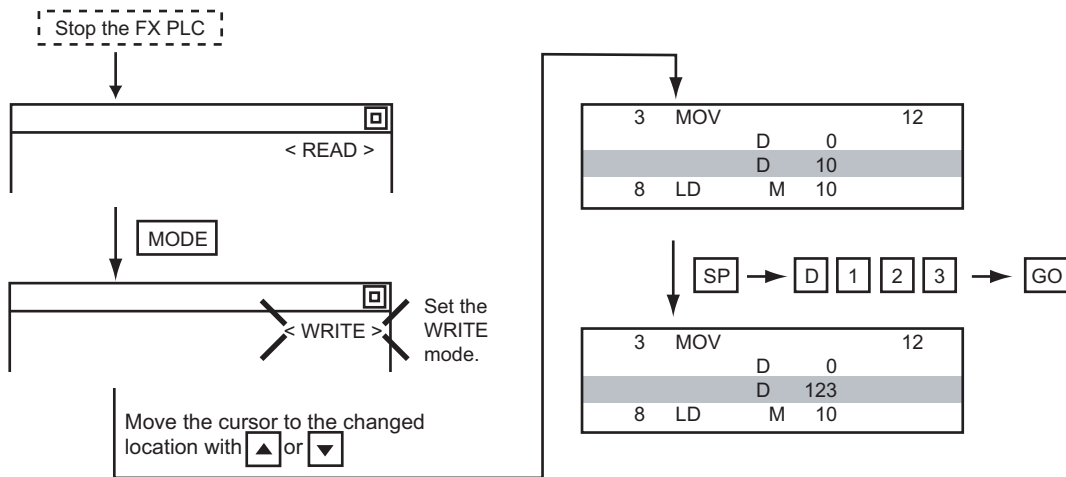 Stop the FX PLC
< READ >
MODE
< WRITE >
Set the
WRITE
mode.
Move the cursor to the changed
location with ▲ or ▼
3 MOV 12
D 0
D 10
8 LD M 10
SP D 1 2 3 GO
3 MOV 12
D 0
D 123
8 LD M 10